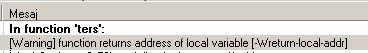 Mesaj
In function 'ters':
[Warning] function returns address of local variable [-Wreturn-local-addr]